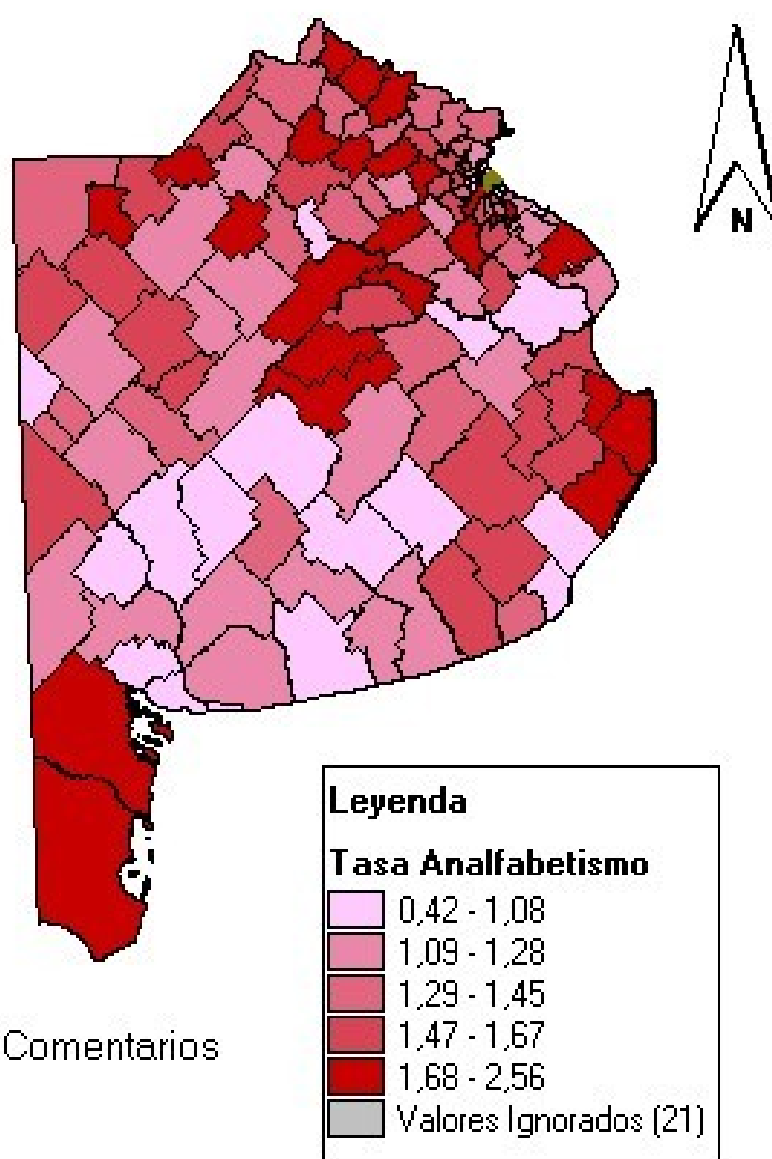 N
Leyenda
Tasa Analfabetismo
0,42 - 1,08
1,09 - 1,28
1,29 - 1,45
1,47 - 1,67
1,68 - 2,56
Valores Ignorados (21)
Comentarios